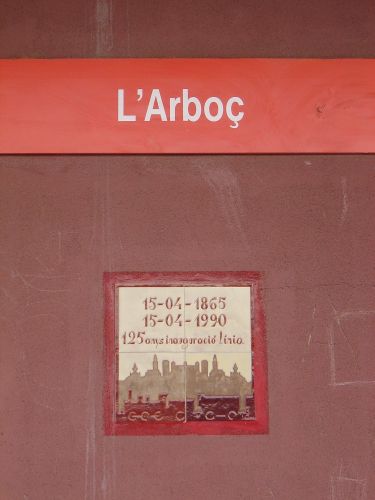 L'Arboç
15-04-1865
15-04-1990
125 anys inauguració línia